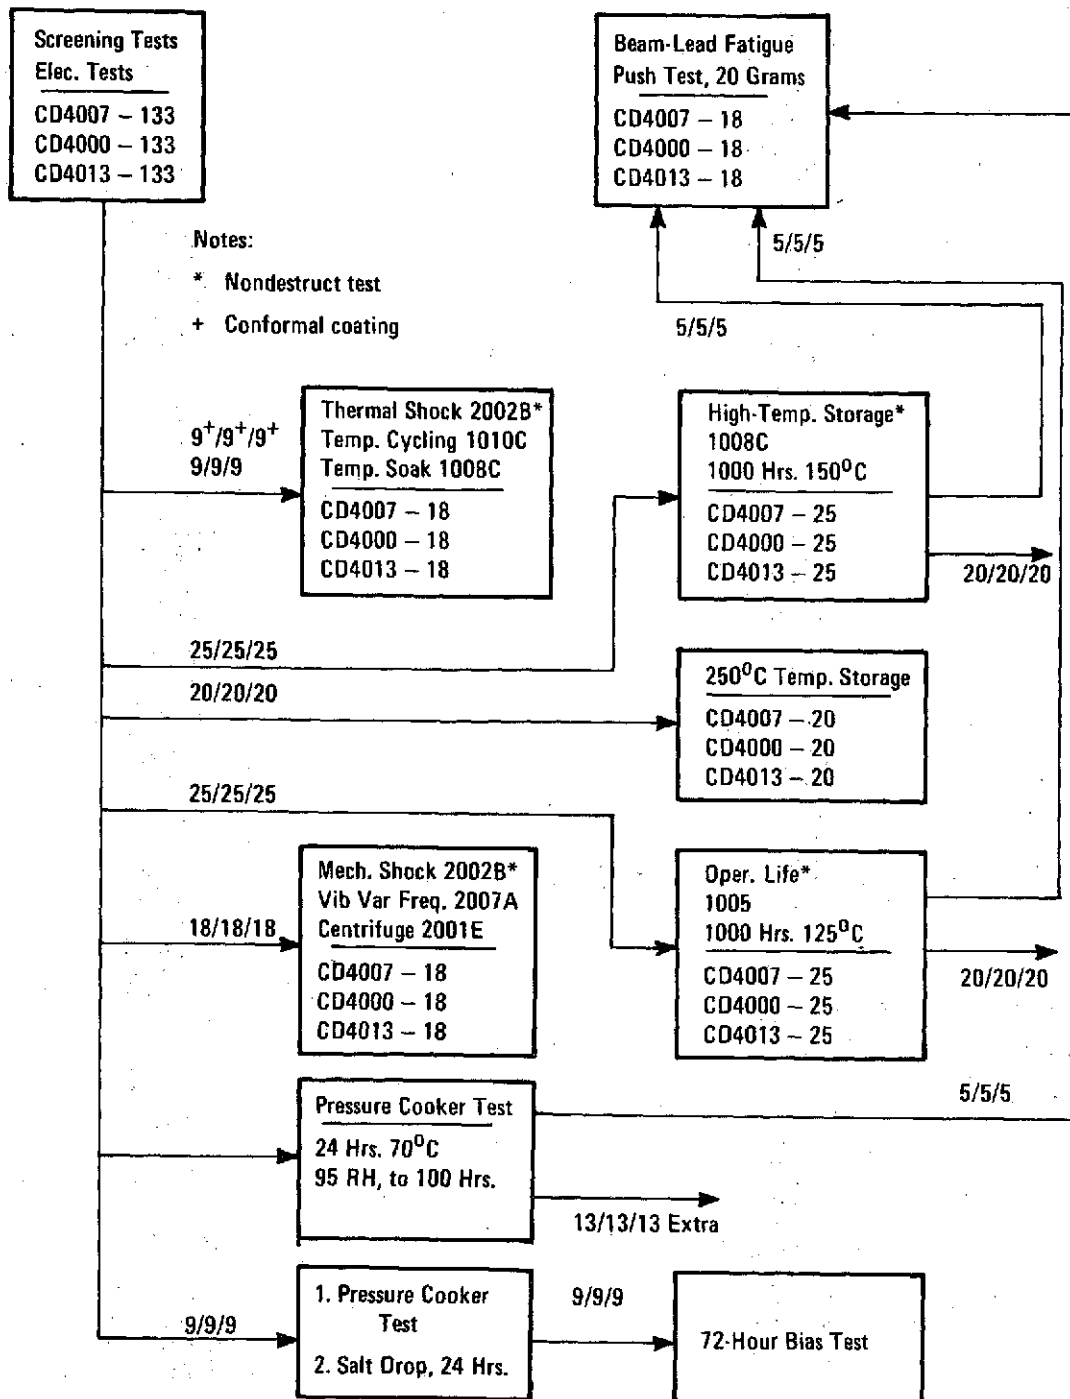 Screening Tests
Elec. Tests
CD4007 – 133
CD4000 – 133
CD4013 – 133
Beam-Lead Fatigue
Push Test, 20 Grams
CD4007 – 18
CD4000 – 18
CD4013 – 18
Notes:
* Nondestruct test
+ Conformal coating
5/5/5
5/5/5
9+/9+/9+
9/9/9
Thermal Shock 2002B*
Temp. Cycling 1010C
Temp. Soak 1008C
CD4007 – 18
CD4000 – 18
CD4013 – 18
High-Temp. Storage*
1008C
1000 Hrs. 150⁰C
CD4007 – 25
CD4000 – 25
CD4013 – 25
20/20/20
25/25/25
20/20/20
250⁰C Temp. Storage
CD4007 – 20
CD4000 – 20
CD4013 – 20
25/25/25
18/18/18
Mech. Shock 2002B*
Vib Var Freq. 2007A
Centrifuge 2001E
CD4007 – 18
CD4000 – 18
CD4013 – 18
Oper. Life*
1005
1000 Hrs. 125⁰C
CD4007 – 25
CD4000 – 25
CD4013 – 25
20/20/20
Pressure Cooker Test
24 Hrs. 70⁰C
95 RH, to 100 Hrs.
5/5/5
13/13/13 Extra
9/9/9
1. Pressure Cooker
Test
2. Salt Drop, 24 Hrs.
9/9/9
72-Hour Bias Test